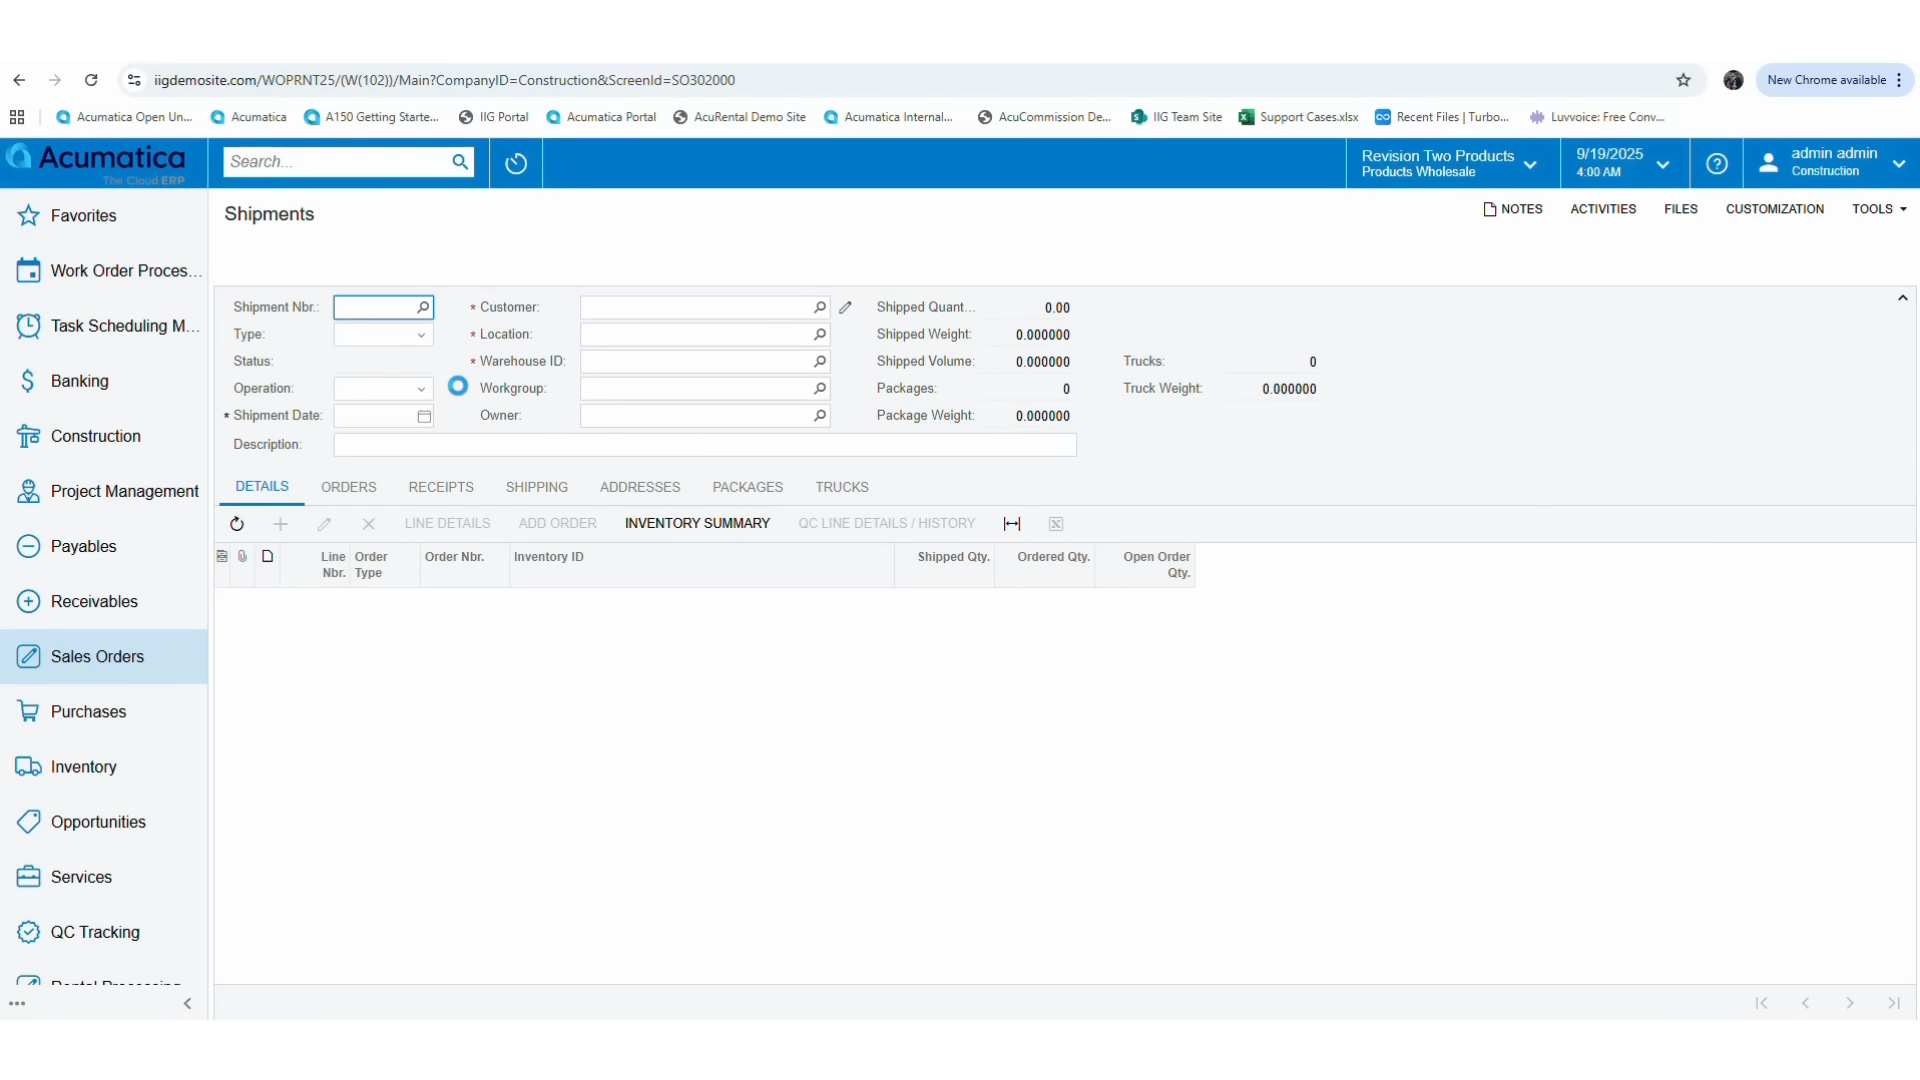 iigdemosite.com/WOPRNT25/(W(102))/Main?CompanyID=Construction&ScreenId=SO302000
New Chrome available
Acumatica Open Un...
Acumatica
A150 Getting Starte...
IIG Portal
Acumatica Portal
AcuRental Demo Site
Acumatica Internal...
AcuCommission De...
IIG Team Site
Support Cases.xlsx
Recent Files | Turbo...
Luvvoice: Free Conv...
Acumatica
The Cloud ERP
Search...
Revision Two Products
Products Wholesale
9/19/2025
4:00 AM
admin admin
Construction
Favorites
Work Order Proces...
Task Scheduling M...
Banking
Construction
Project Management
Payables
Receivables
Sales Orders
Purchases
Inventory
Opportunities
Services
QC Tracking
Rental Processing
Shipments
NOTES
ACTIVITIES
FILES
CUSTOMIZATION
TOOLS
Shipment Nbr.:
Type:
Status:
Operation:
* Shipment Date:
Description:
* Customer:
* Location:
* Warehouse ID:
Workgroup:
Owner:
Shipped Quant... 0.00
Shipped Weight: 0.000000
Shipped Volume: 0.000000
Packages: 0
Package Weight: 0.000000
Trucks: 0
Truck Weight: 0.000000
DETAILS
ORDERS
RECEIPTS
SHIPPING
ADDRESSES
PACKAGES
TRUCKS
LINE DETAILS
ADD ORDER
INVENTORY SUMMARY
QC LINE DETAILS / HISTORY
Line Nbr.
Order Type
Order Nbr.
Inventory ID
Shipped Qty.
Ordered Qty.
Open Order Qty.